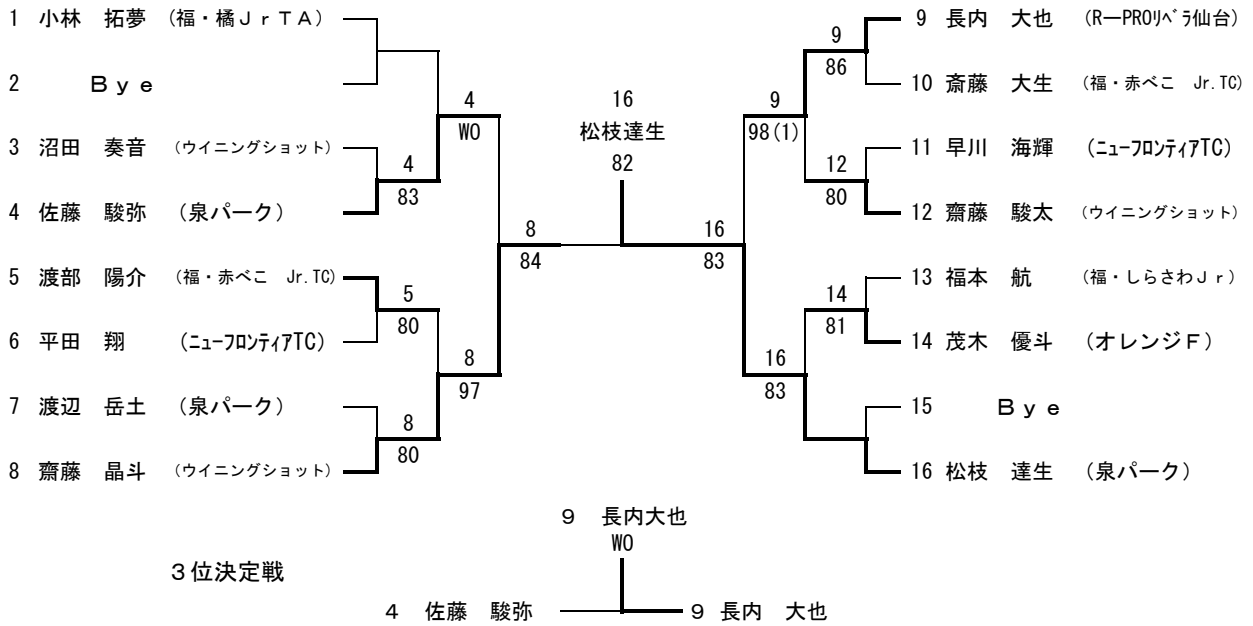 1 小林 拓夢 （福・橘ＪｒＴＡ）
2 Ｂｙｅ
3 沼田 奏音 （ウイニングショット）
4 佐藤 駿弥 （泉パーク）
5 渡部 陽介 （福・赤べこ Jr.TC）
6 平田 翔 （ニューフロンティアTC）
7 渡辺 岳土 （泉パーク）
8 齋藤 晶斗 （ウイニングショット）
4
83
5
80
8
80
4
WO
8
97
8
84
16
松枝達生
82
16
83
9
98(1)
16
83
9
86
12
80
14
81
9 長内 大也 （R－PROリベラ仙台）
10 斎藤 大生 （福・赤べこ Jr.TC）
11 早川 海輝 （ニューフロンティアTC）
12 齋藤 駿太 （ウイニングショット）
13 福本 航 （福・しらさわＪｒ）
14 茂木 優斗 （オレンジＦ）
15 Ｂｙｅ
16 松枝 達生 （泉パーク）
９ 長内大也
WO
３位決定戦
４ 佐藤 駿弥
９ 長内 大也